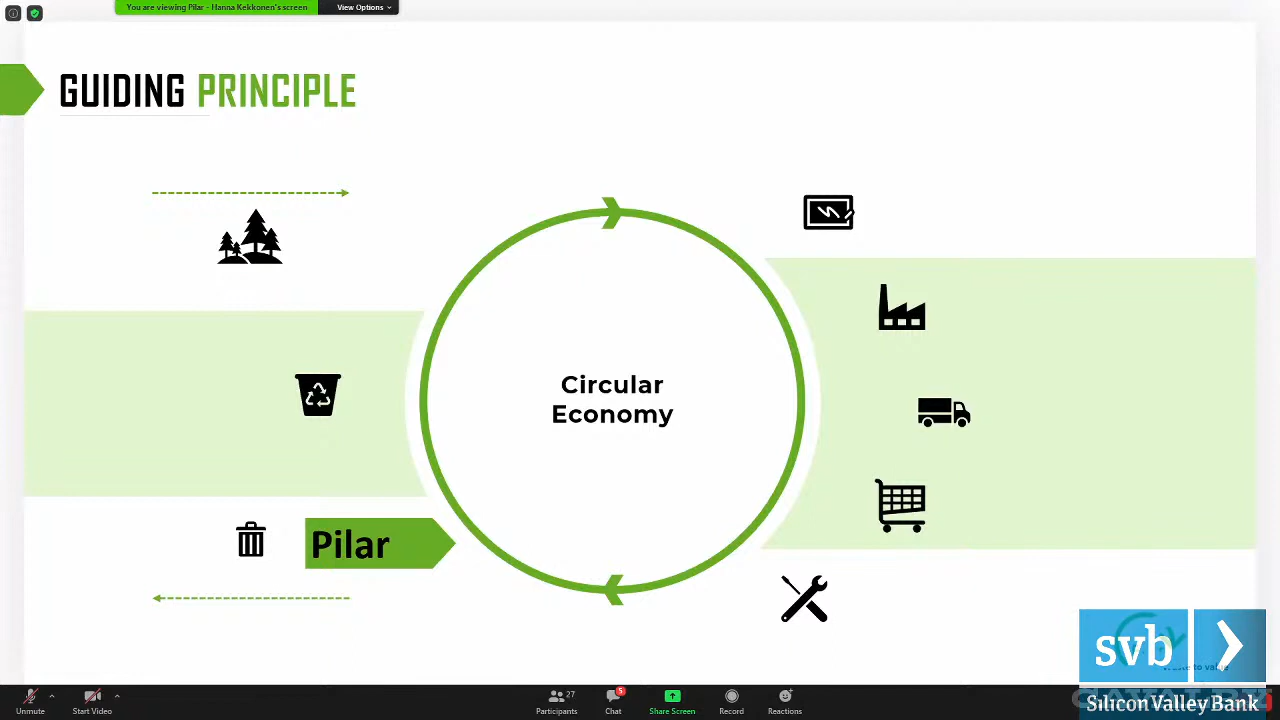 You are viewing Pilar - Hanna Kekkonen's screen
View Options
GUIDING PRINCIPLE
Circular
Economy
Pilar
svb
Silicon Valley Bank
Unmute
Start Video
Participants
27
Chat
5
Share Screen
Record
Reactions